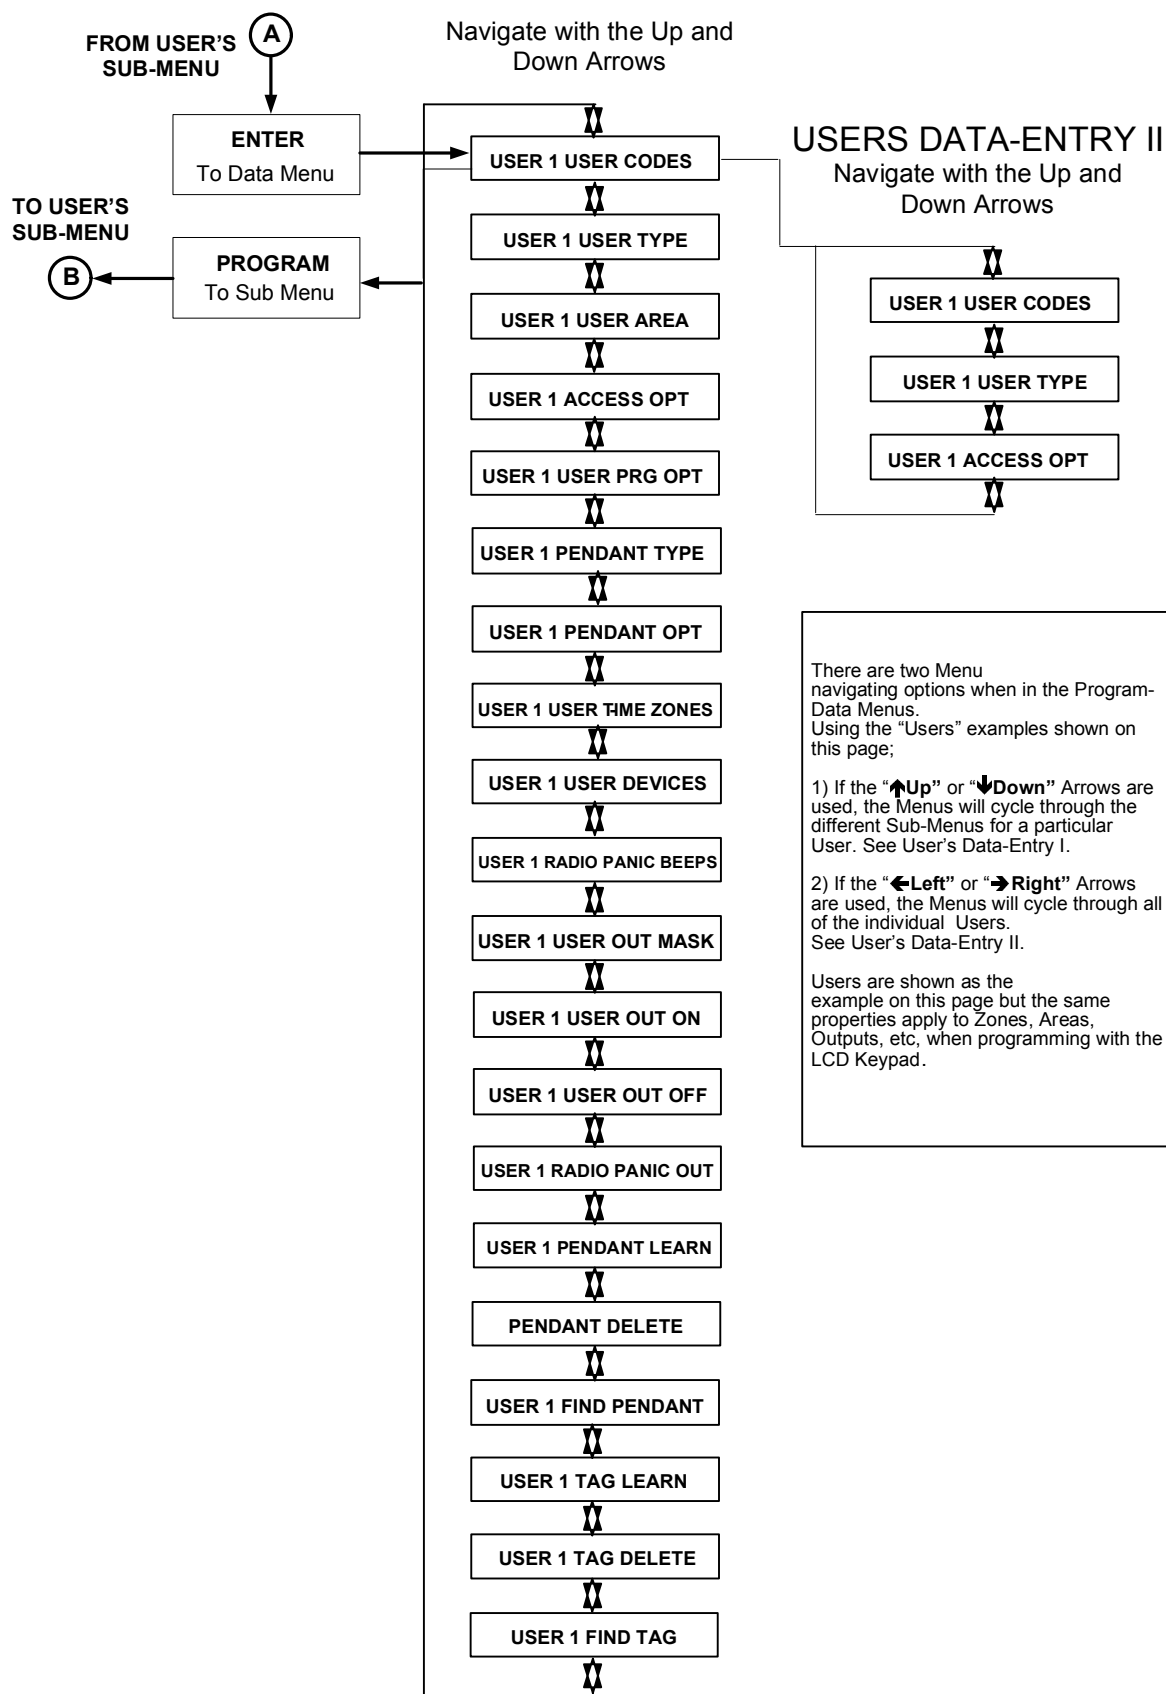 FROM USER'S
SUB-MENU
A
Navigate with the Up and
Down Arrows
ENTER
To Data Menu
TO USER'S
SUB-MENU
B
PROGRAM
To Sub Menu
USER 1 USER CODES
USER 1 USER TYPE
USER 1 USER AREA
USER 1 ACCESS OPT
USER 1 USER PRG OPT
USER 1 PENDANT TYPE
USER 1 PENDANT OPT
USER 1 USER TIME ZONES
USER 1 USER DEVICES
USER 1 RADIO PANIC BEEPS
USER 1 USER OUT MASK
USER 1 USER OUT ON
USER 1 USER OUT OFF
USER 1 RADIO PANIC OUT
USER 1 PENDANT LEARN
PENDANT DELETE
USER 1 FIND PENDANT
USER 1 TAG LEARN
USER 1 TAG DELETE
USER 1 FIND TAG
USERS DATA-ENTRY II
Navigate with the Up and
Down Arrows
USER 1 USER CODES
USER 1 USER TYPE
USER 1 ACCESS OPT
There are two Menu
navigating options when in the Program-
Data Menus.
Using the “Users” examples shown on
this page;
1) If the “↑Up” or “↓Down” Arrows are
used, the Menus will cycle through the
different Sub-Menus for a particular
User. See User’s Data-Entry I.
2) If the “←Left” or “→Right” Arrows
are used, the Menus will cycle through all
of the individual Users.
See User’s Data-Entry II.
Users are shown as the
example on this page but the same
properties apply to Zones, Areas,
Outputs, etc, when programming with the
LCD Keypad.